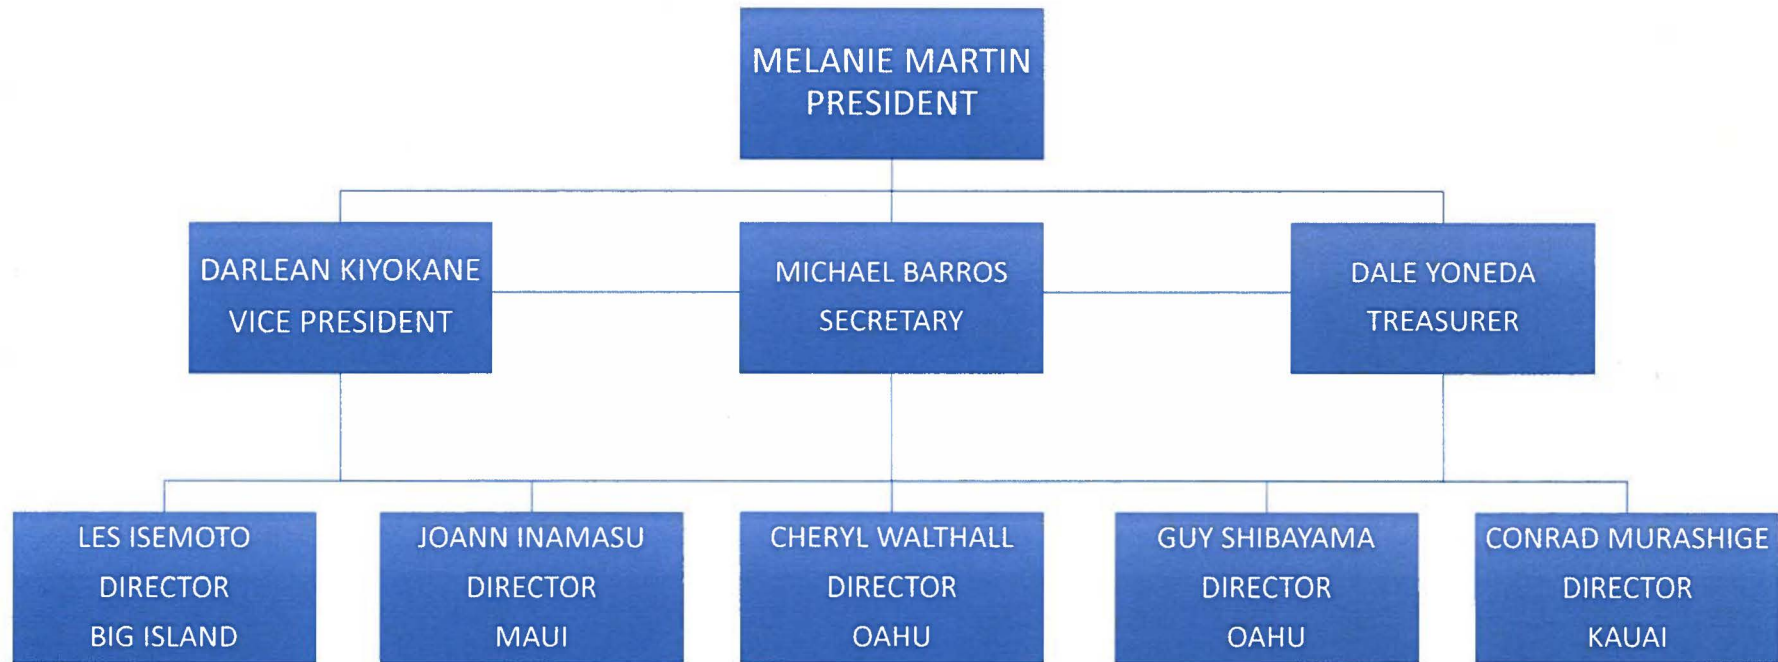 MELANIE MARTIN
PRESIDENT
DARLEAN KIYOKANE
VICE PRESIDENT
MICHAEL BARROS
SECRETARY
DALE YONEDA
TREASURER
LES ISEMOTO
DIRECTOR
BIG ISLAND
JOANN INAMASU
DIRECTOR
MAUI
CHERYL WALTHALL
DIRECTOR
OAHU
GUY SHIBAYAMA
DIRECTOR
OAHU
CONRAD MURASHIGE
DIRECTOR
KAUAI